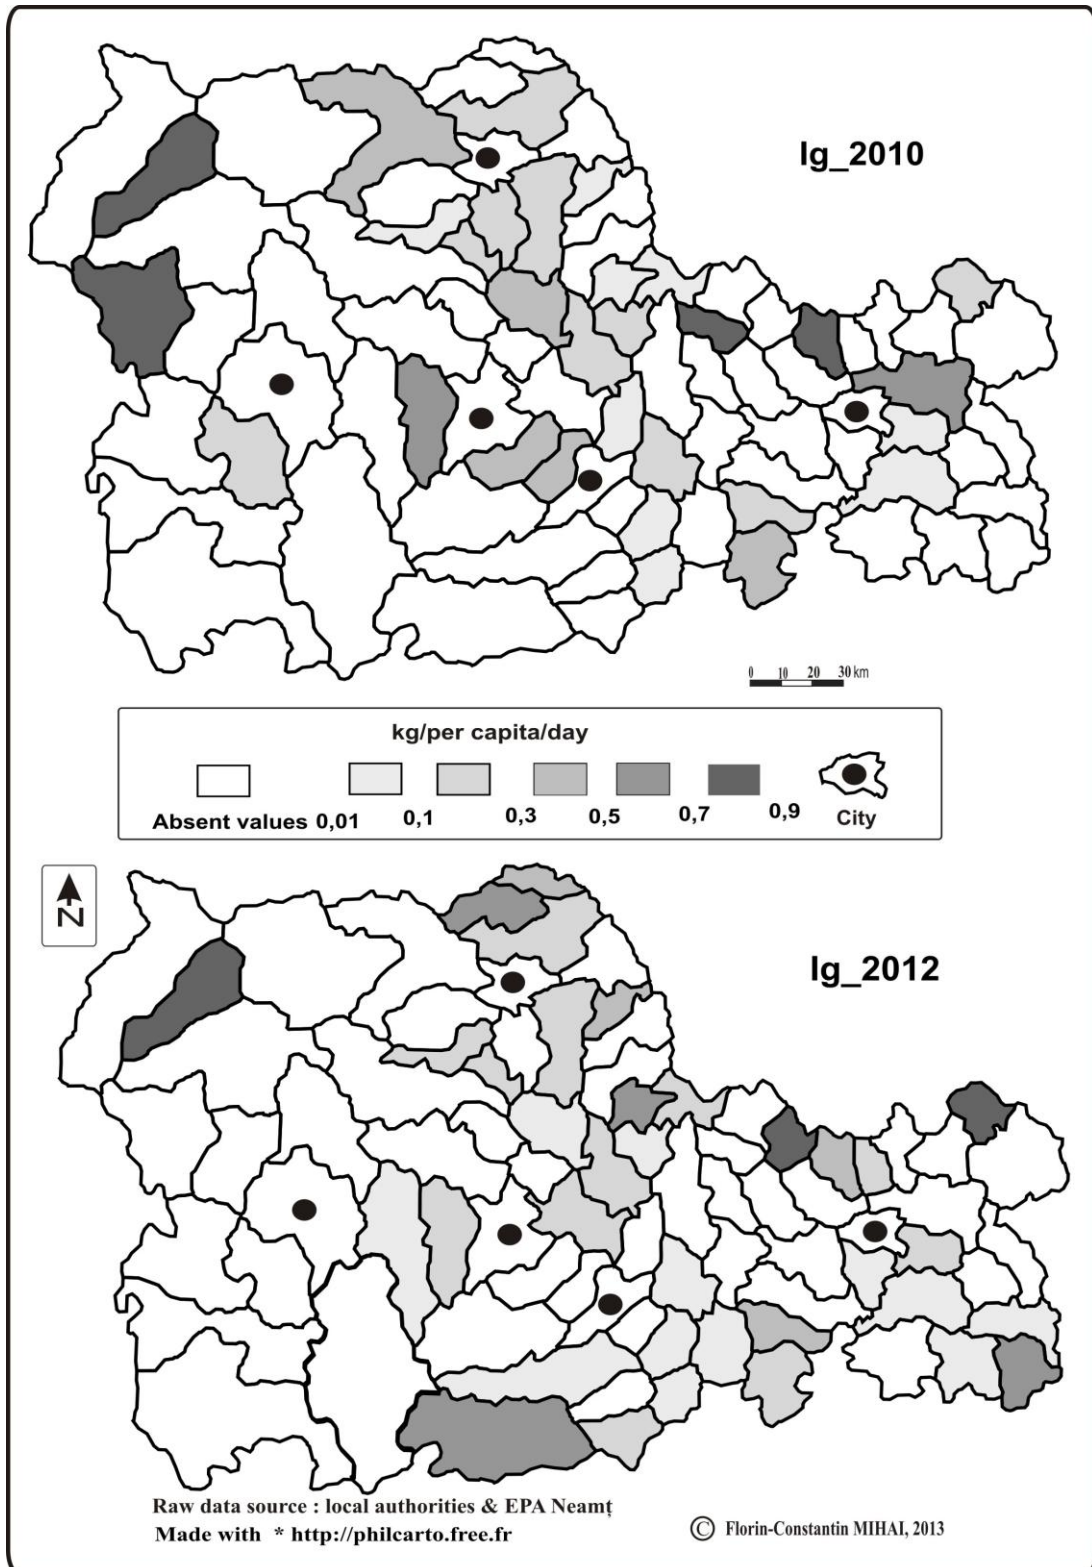 Ig_2010
0 10 20 30 km
kg/per capita/day
Absent values 0,01 0,1 0,3 0,5 0,7 0,9 City
N
Ig_2012
Raw data source : local authorities & EPA Neamț
Made with * http://philcarto.free.fr
© Florin-Constantin MIHAI, 2013